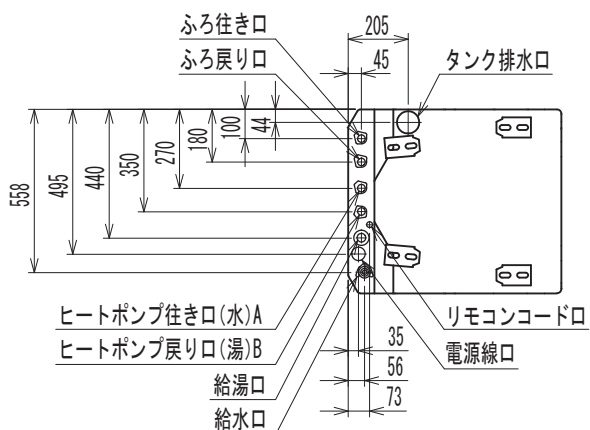 ふろ往き口
205
ふろ戻り口
45
タンク排水口
558
495
440
350
270
180
100
44
ヒートポンプ往き口(水)A
35
リモコンコード口
ヒートポンプ戻り口(湯)B
56
電源線口
給湯口
73
給水口